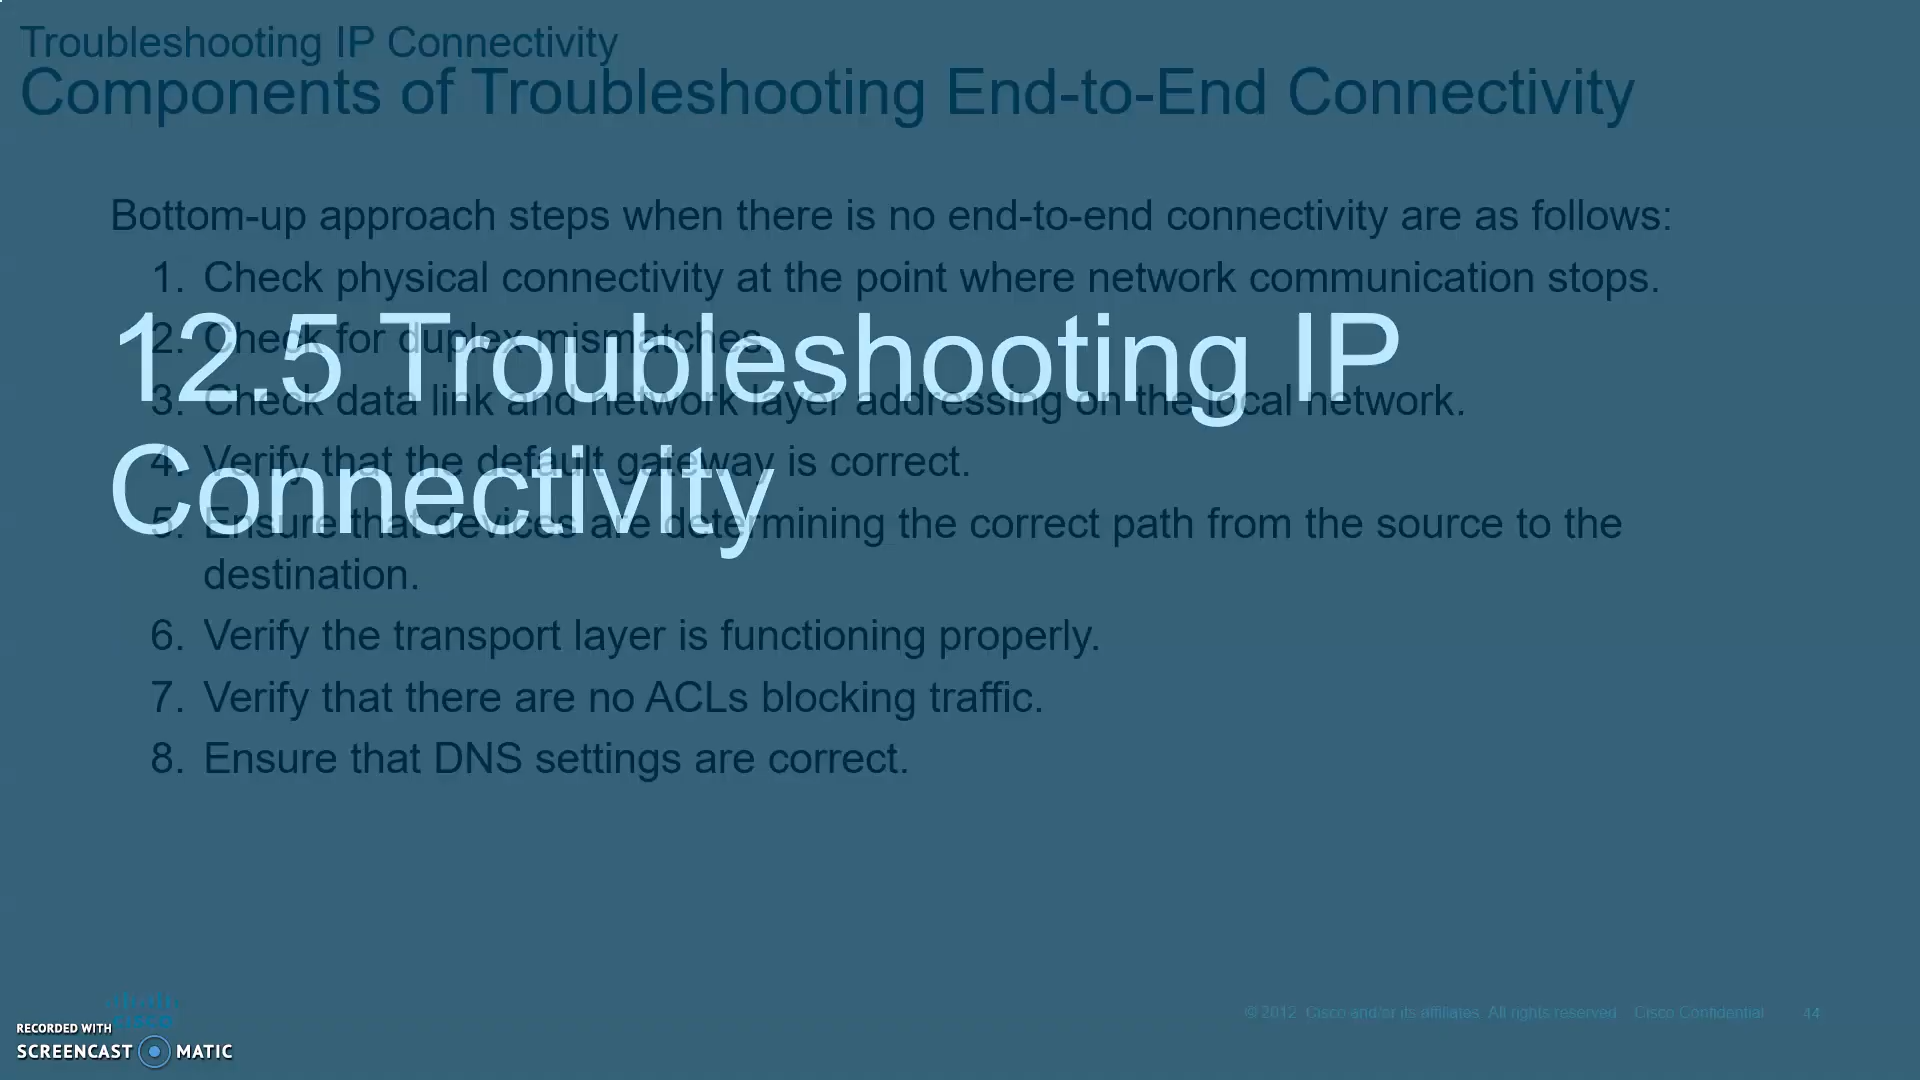 Troubleshooting IP Connectivity
Components of Troubleshooting End-to-End Connectivity
Bottom-up approach steps when there is no end-to-end connectivity are as follows:
1. Check physical connectivity at the point where network communication stops.
2. Check for duplex mismatches.
3. Check data link and network layer addressing on the local network.
4. Verify that the default gateway is correct.
5. Ensure that devices are determining the correct path from the source to the
destination.
6. Verify the transport layer is functioning properly.
7. Verify that there are no ACLs blocking traffic.
8. Ensure that DNS settings are correct.
12.5 Troubleshooting IP
Connectivity
CISCO
© 2012 Cisco and/or its affiliates. All rights reserved. Cisco Confidential 44
RECORDED WITH
SCREENCAST MATIC